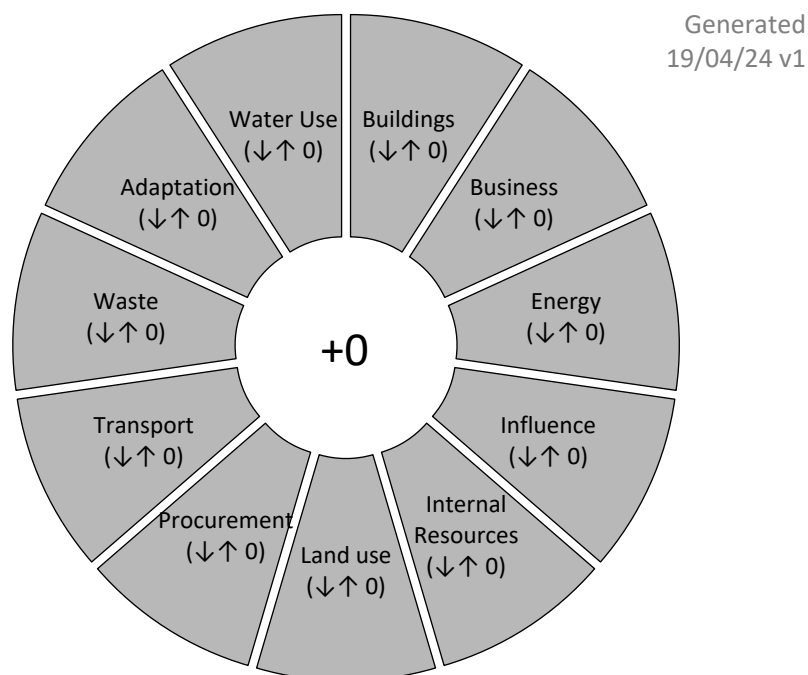 Generated
19/04/24 v1
Buildings
(↓↑ 0)
Business
(↓↑ 0)
Energy
(↓↑ 0)
Influence
(↓↑ 0)
Internal
Resources
(↓↑ 0)
Land use
(↓↑ 0)
Procurement
(↓↑ 0)
Transport
(↓↑ 0)
Waste
(↓↑ 0)
Adaptation
(↓↑ 0)
Water Use
(↓↑ 0)
+0